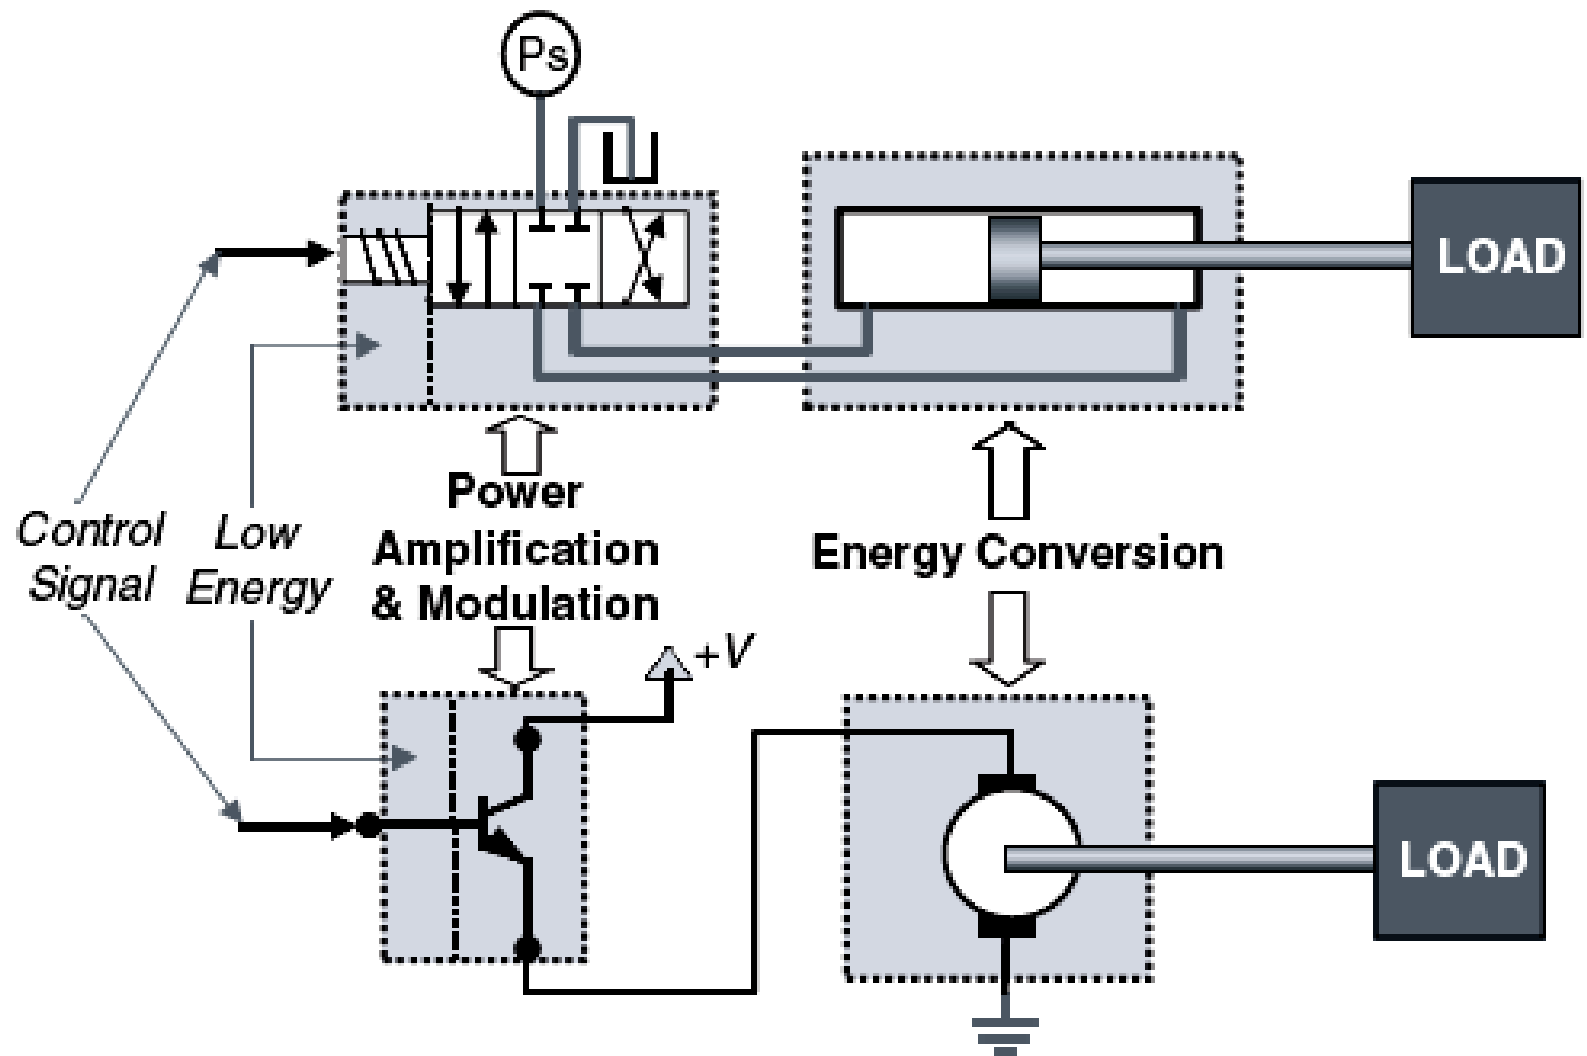 Ps
LOAD
Control
Signal
Low
Energy
Power
Amplification
& Modulation
Energy Conversion
+V
LOAD